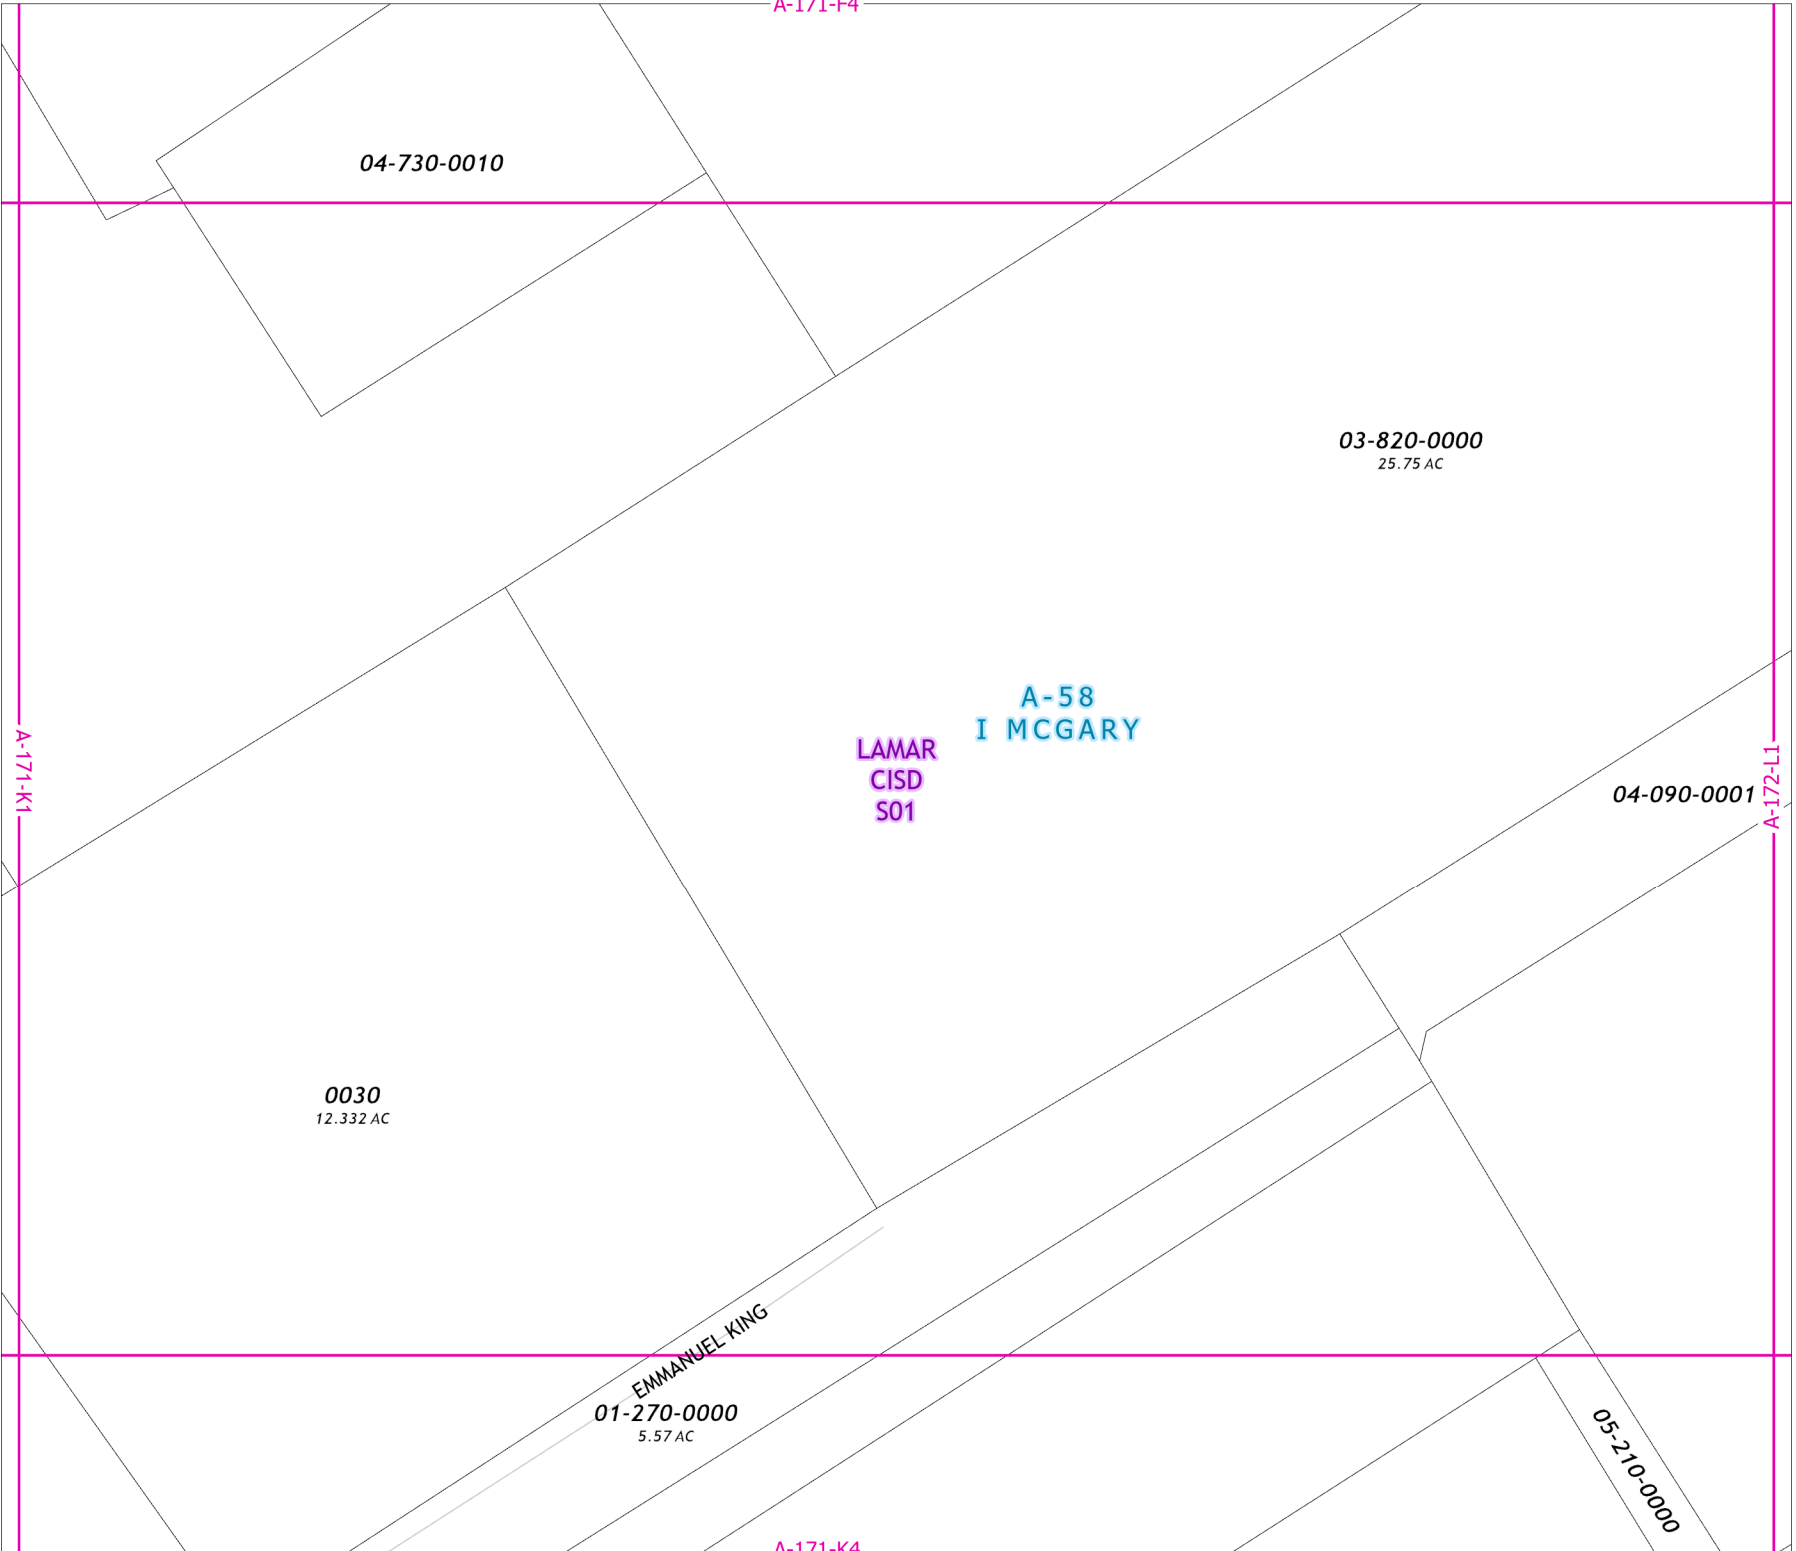 A-171-F4
04-730-0010
03-820-0000
25.75 AC
A-58
I MCGARY
LAMAR
CISD
S01
A-171-K1
A-172-L1
04-090-0001
0030
12.332 AC
EMMANUEL KING
01-270-0000
5.57 AC
05-210-0000
A-171-K4